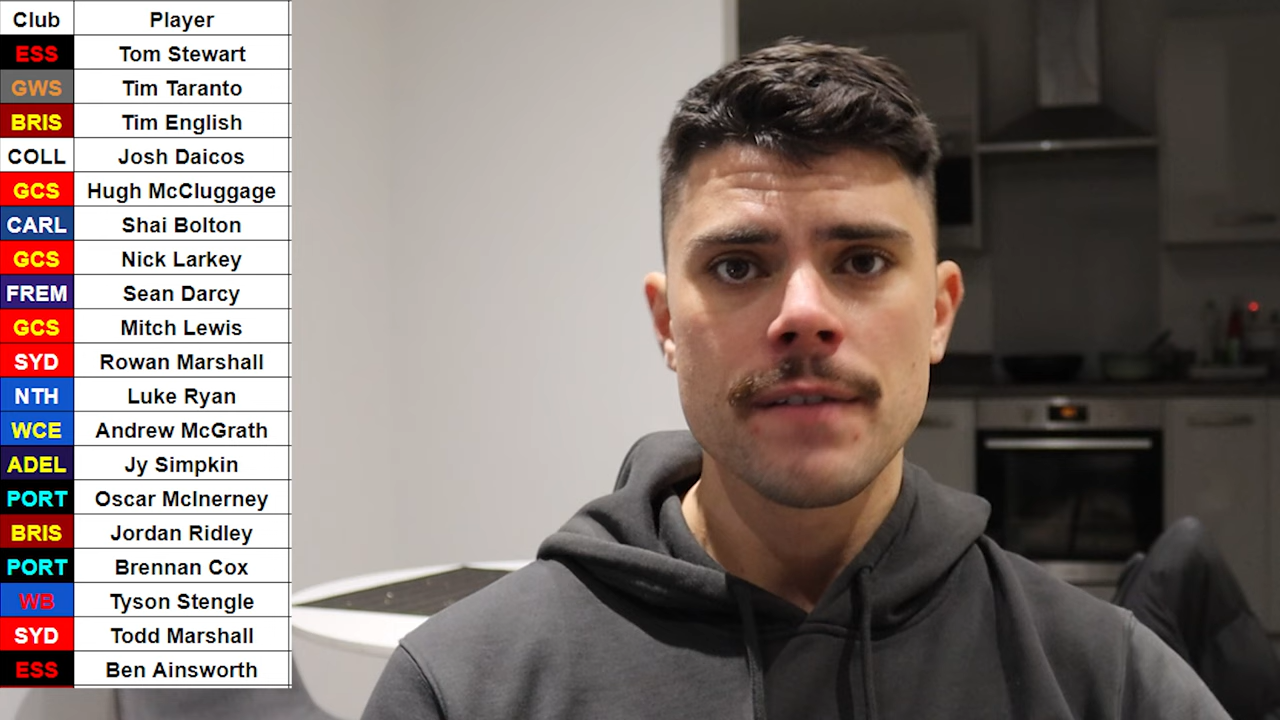 Club Player
ESS Tom Stewart
GWS Tim Taranto
BRIS Tim English
COLL Josh Daicos
GCS Hugh McCluggage
CARL Shai Bolton
GCS Nick Larkey
FREM Sean Darcy
GCS Mitch Lewis
SYD Rowan Marshall
NTH Luke Ryan
WCE Andrew McGrath
ADEL Jy Simpkin
PORT Oscar McInerney
BRIS Jordan Ridley
PORT Brennan Cox
WB Tyson Stengle
SYD Todd Marshall
ESS Ben Ainsworth